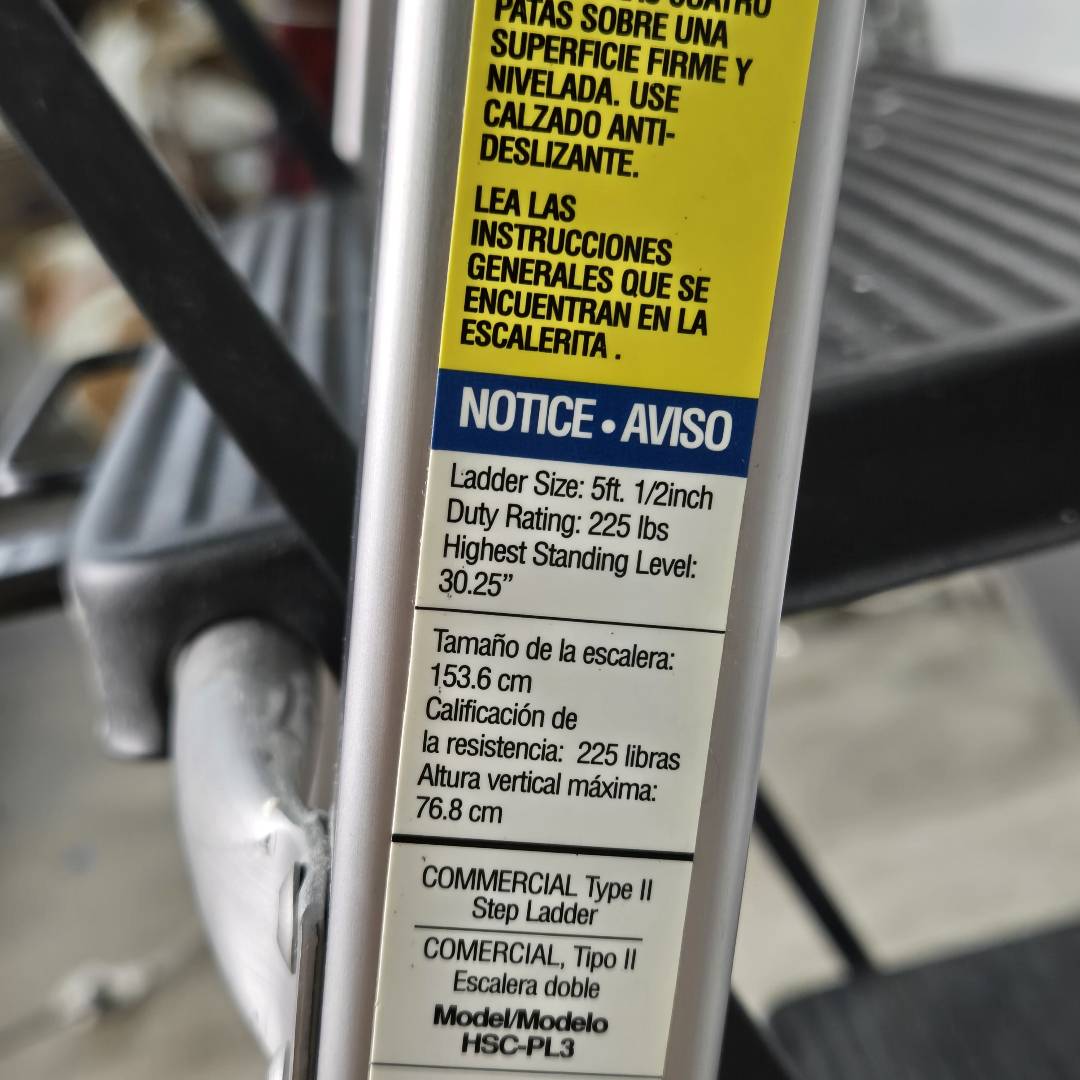 CUATRO
PATAS SOBRE UNA
SUPERFICIE FIRME Y
NIVELADA. USE
CALZADO ANTI-
DESLIZANTE.
LEA LAS
INSTRUCCIONES
GENERALES QUE SE
ENCUENTRAN EN LA
ESCALERITA .
NOTICE • AVISO
Ladder Size: 5ft. 1/2inch
Duty Rating: 225 lbs
Highest Standing Level:
30.25”
Tamaño de la escalera:
153.6 cm
Calificación de
la resistencia: 225 libras
Altura vertical máxima:
76.8 cm
COMMERCIAL Type II
Step Ladder
COMERCIAL, Tipo II
Escalera doble
Model/Modelo
HSC-PL3